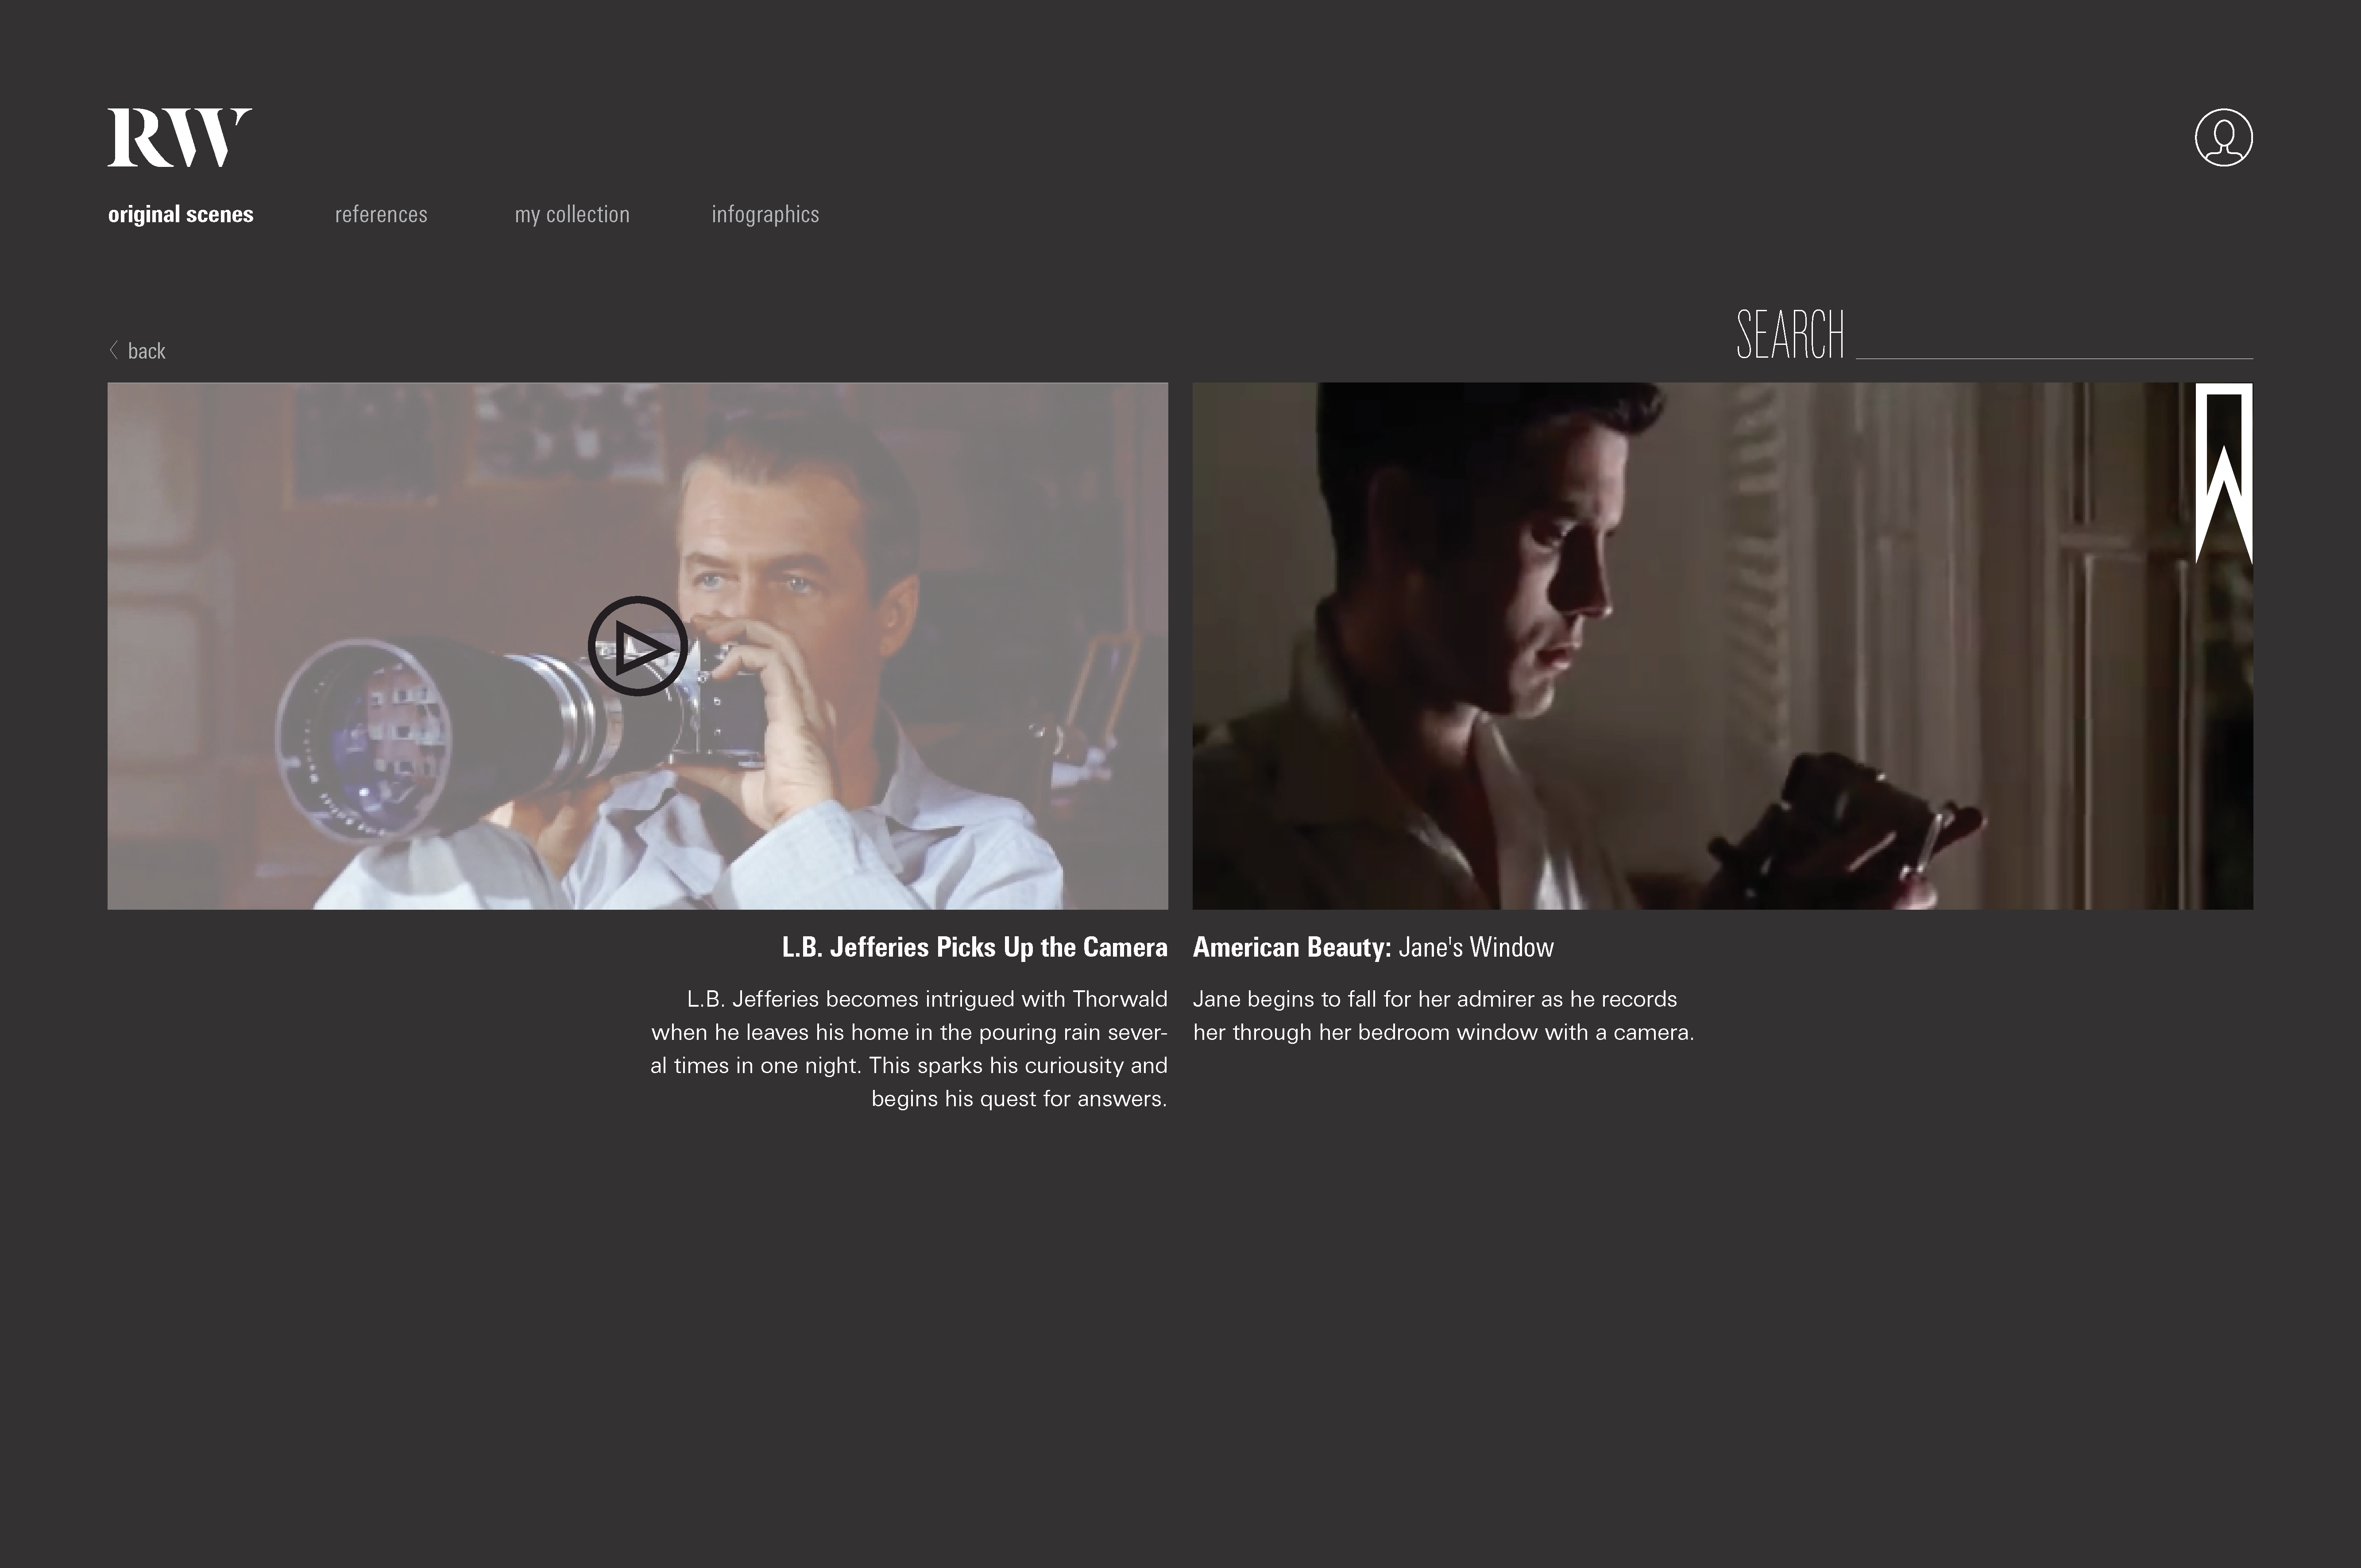 RW
original scenes references my collection infographics
SEARCH
back
L.B. Jefferies Picks Up the Camera
L.B. Jefferies becomes intrigued with Thorwald
when he leaves his home in the pouring rain sever-
al times in one night. This sparks his curiousity and
begins his quest for answers.
American Beauty: Jane's Window
Jane begins to fall for her admirer as he records
her through her bedroom window with a camera.